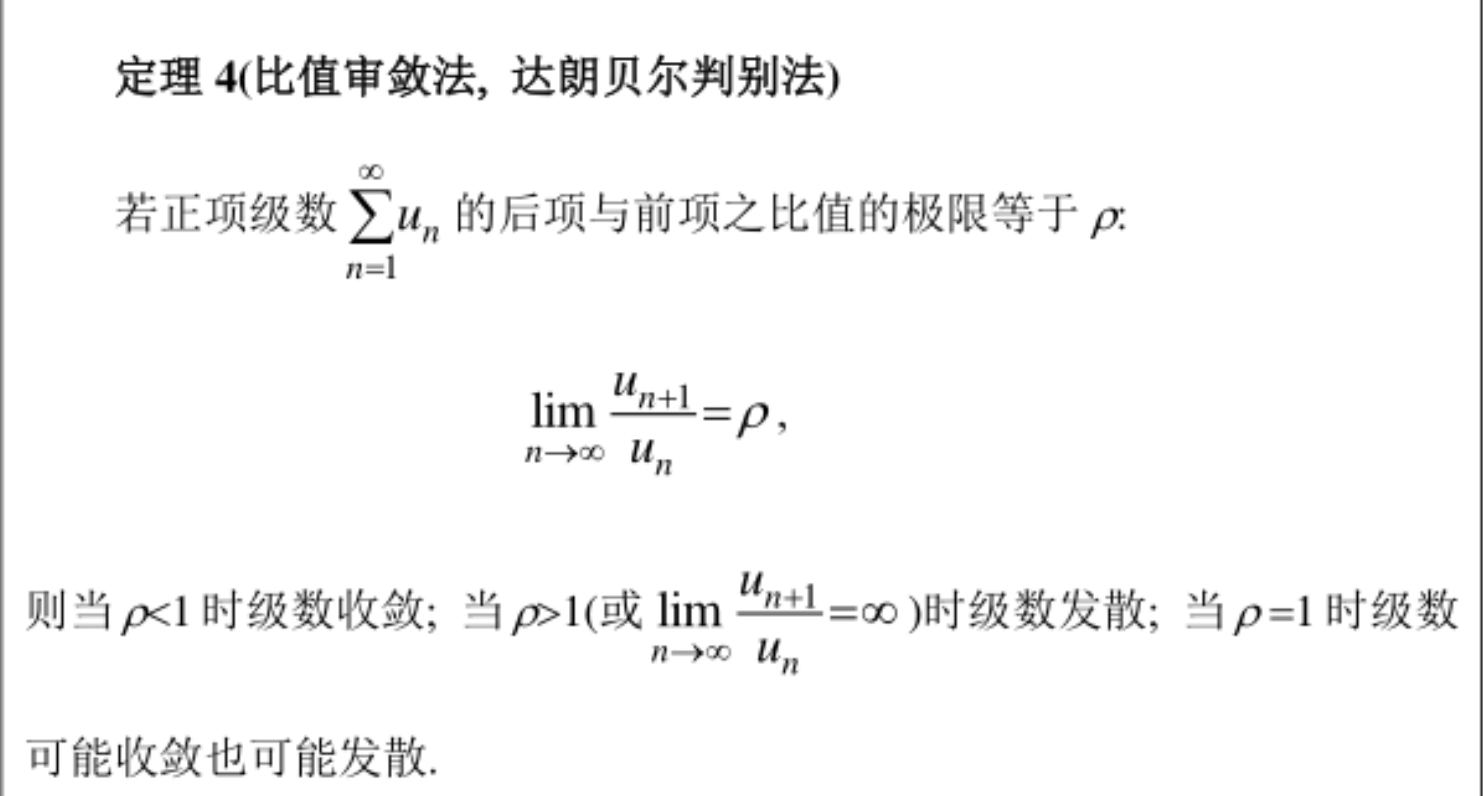 定理 4(比值审敛法, 达朗贝尔判别法)
若正项级数 $\sum_{n=1}^{\infty} u_n$ 的后项与前项之比值的极限等于 ρ:
$\lim_{n\to\infty} \frac{u_{n+1}}{u_n}=\rho$ ,
则当 ρ<1 时级数收敛; 当 ρ>1(或 $\lim_{n\to\infty} \frac{u_{n+1}}{u_n}=\infty$ )时级数发散; 当 ρ=1 时级数
可能收敛也可能发散.